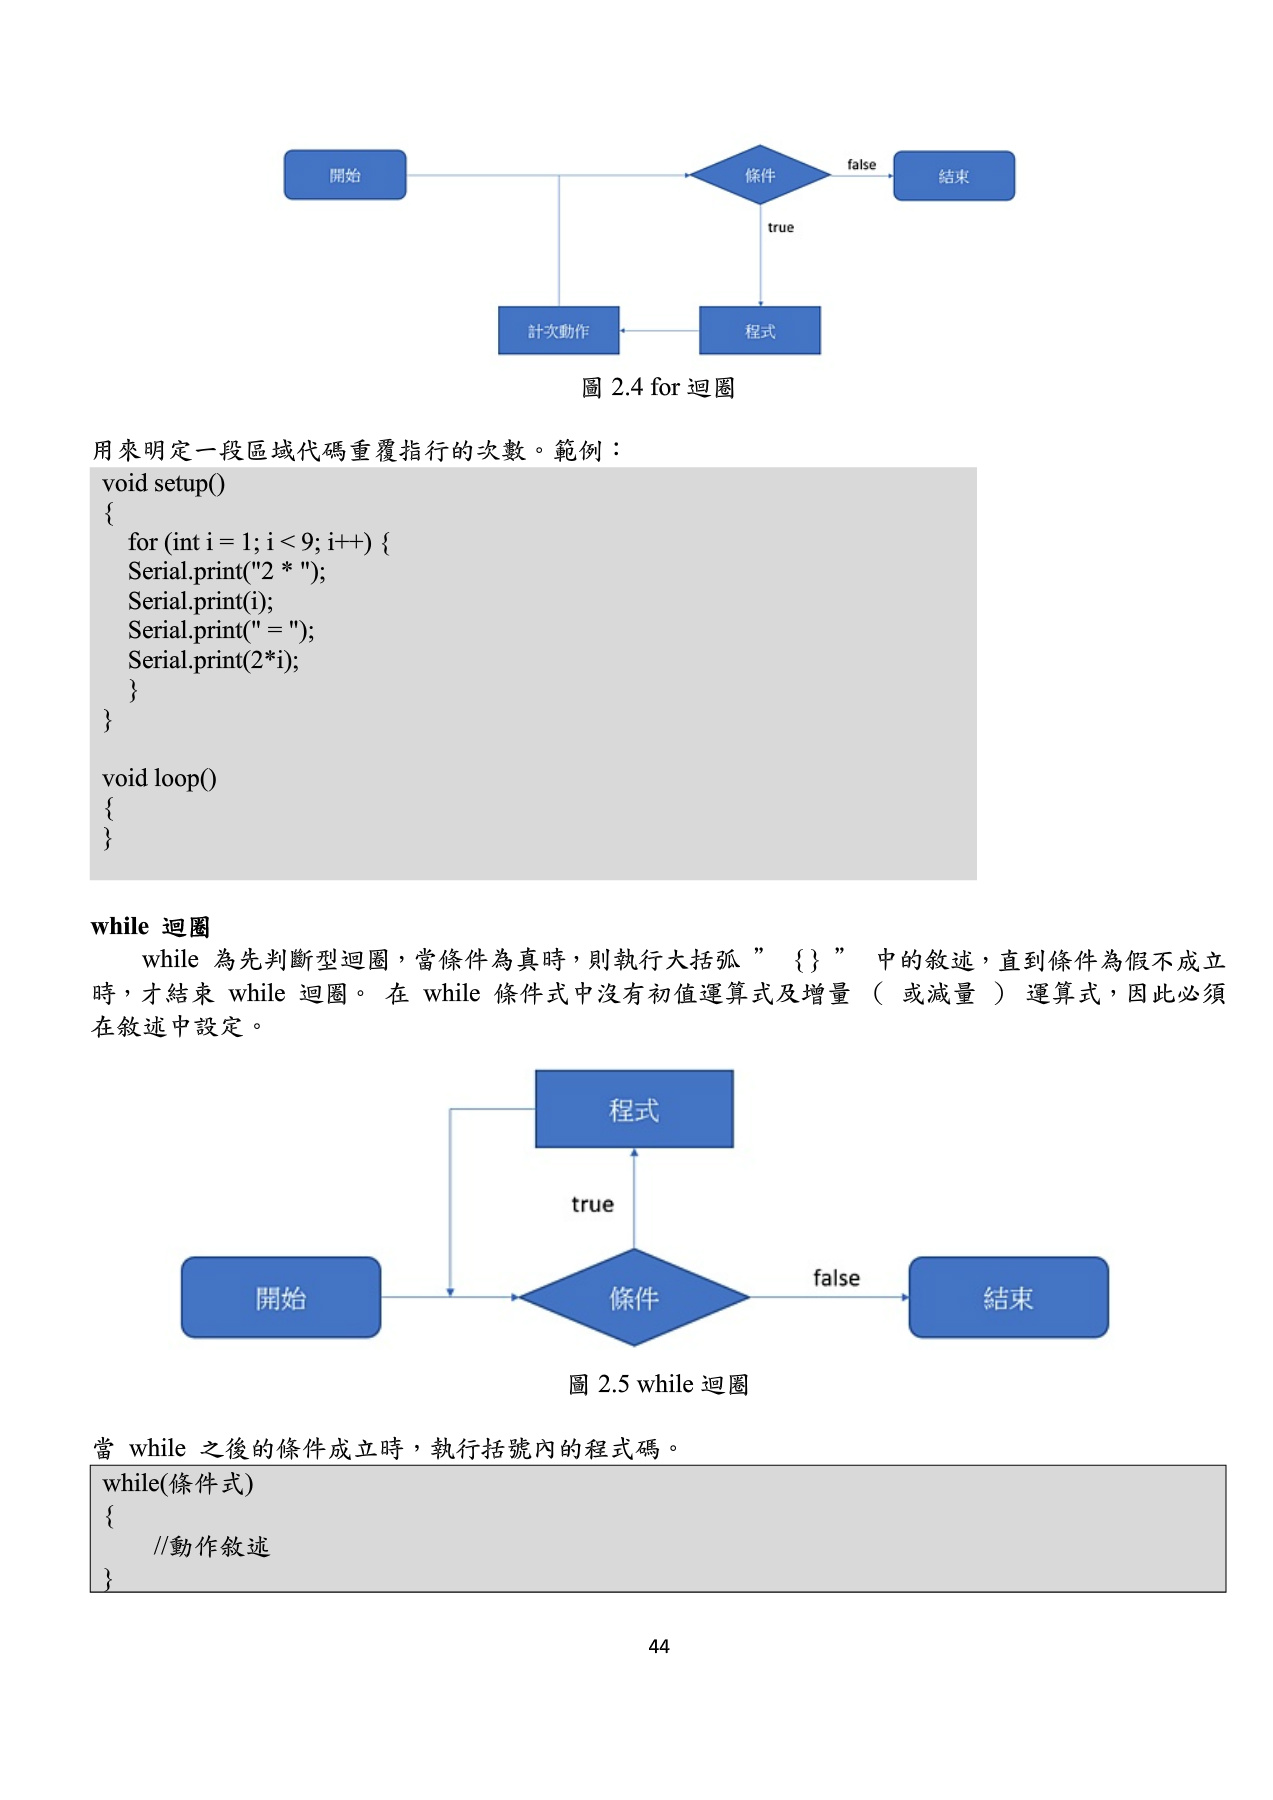 開始
條件
false
結束
true
計次動作
程式
圖 2.4 for 迴圈
用來明定一段區域代碼重覆指行的次數。範例：
void setup()
{
for (int i = 1; i < 9; i++) {
Serial.print("2 * ");
Serial.print(i);
Serial.print(" = ");
Serial.print(2*i);
}
}
void loop()
{
}
while 迴圈
while 為先判斷型迴圈，當條件為真時，則執行大括弧 ” {} ” 中的敘述，直到條件為假不成立
時，才結束 while 迴圈。 在 while 條件式中沒有初值運算式及增量 （ 或減量 ） 運算式，因此必須
在敘述中設定。
程式
true
開始
條件
false
結束
圖 2.5 while 迴圈
當 while 之後的條件成立時，執行括號內的程式碼。
while(條件式)
{
//動作敘述
}
44